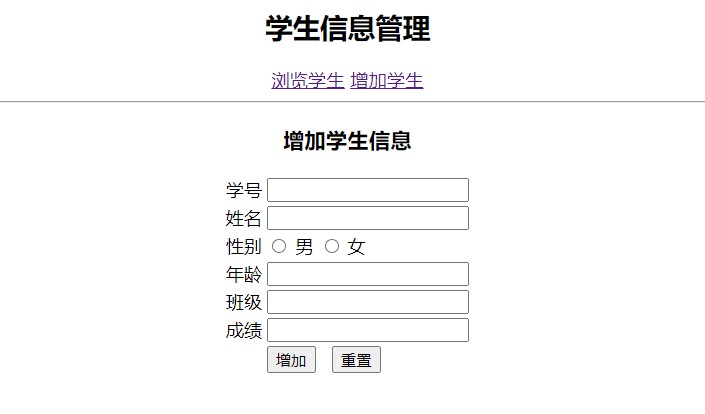 学生信息管理
浏览学生 增加学生
增加学生信息
学号
姓名
性别 男 女
年龄
班级
成绩
增加 重置